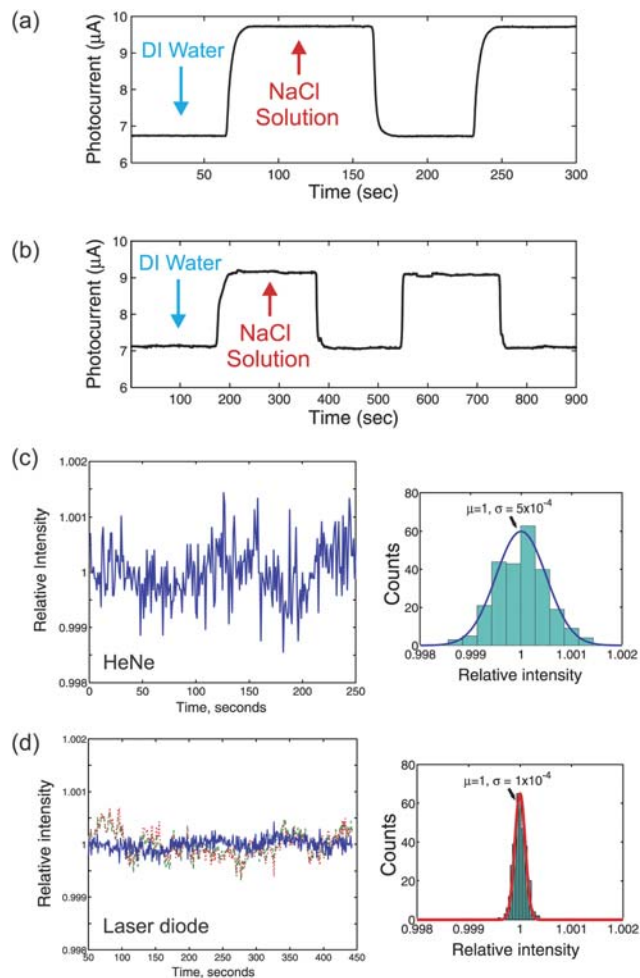 (a)
10
9
8
7
6
Photocurrent (μA)
DI Water
NaCl
Solution
50
100
150
200
250
300
Time (sec)
(b)
10
9
8
7
6
Photocurrent (μA)
DI Water
NaCl
Solution
100
200
300
400
500
600
700
800
900
Time (sec)
(c)
1.002
1.001
1
0.999
0.998
Relative Intensity
HeNe
0
50
100
150
200
250
Time, seconds
80
60
40
20
0
Counts
μ=1, σ = 5x10⁻⁴
0.998
0.999
1
1.001
1.002
Relative intensity
(d)
1.002
1.001
1
0.999
0.998
Relative intensity
Laser diode
50
100
150
200
250
300
350
400
450
Time, seconds
80
60
40
20
0
Counts
μ=1, σ = 1x10⁻⁴
0.998
0.999
1
1.001
1.002
Relative intensity